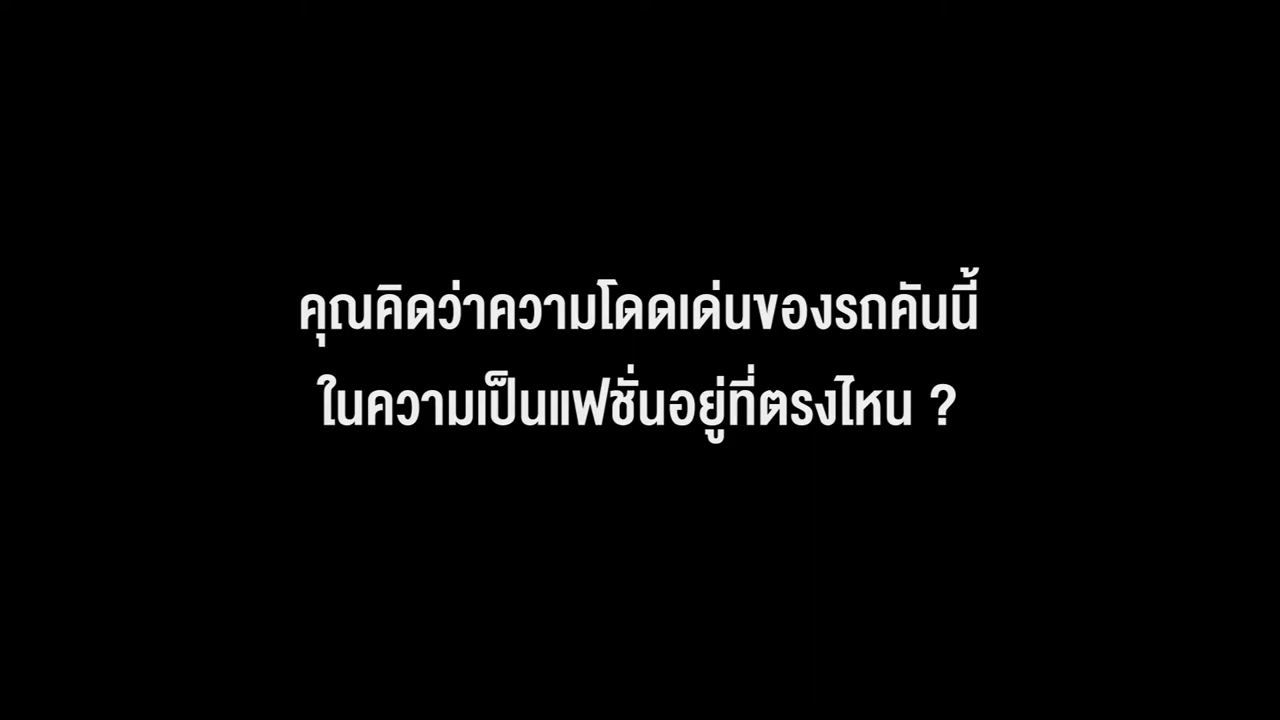 คุณคิดว่าความโดดเด่นของรถคันนี้
ในความเป็นแฟชั่นอยู่ที่ตรงไหน ?